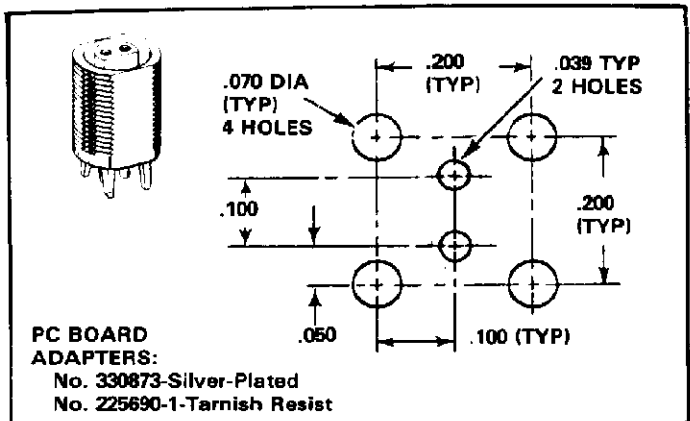 .070 DIA
(TYP)
4 HOLES
.200
(TYP)
.039 TYP
2 HOLES
.100
.200
(TYP)
.050
.100 (TYP)
PC BOARD
ADAPTERS:
No. 330873-Silver-Plated
No. 225690-1-Tarnish Resist